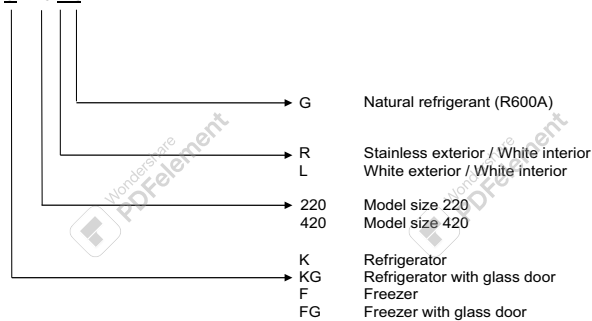 G Natural refrigerant (R600A)
R Stainless exterior / White interior
L White exterior / White interior
220 Model size 220
420 Model size 420
K Refrigerator
KG Refrigerator with glass door
F Freezer
FG Freezer with glass door
Wondershare
PDFelement
Wondershare
PDFelement